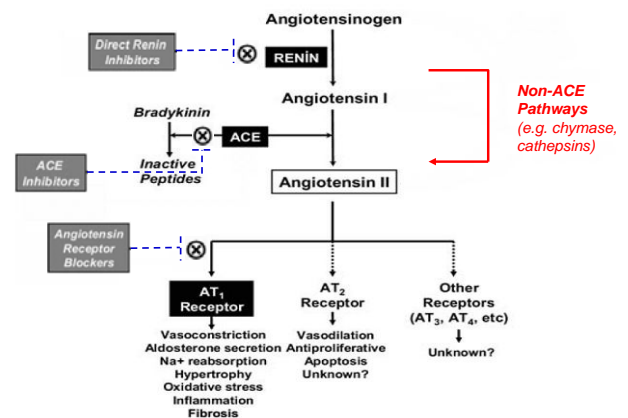 Angiotensinogen
Direct Renin
Inhibitors
RENİN
Angiotensin I
Non-ACE
Pathways
(e.g. chymase,
cathepsins)
Bradykinin
ACE
Inactive
Peptides
ACE
Inhibitors
Angiotensin II
Angiotensin
Receptor
Blockers
AT1
Receptor
Vasoconstriction
Aldosterone secretion
Na+ reabsorption
Hypertrophy
Oxidative stress
Inflammation
Fibrosis
AT2
Receptor
Vasodilation
Antiproliferative
Apoptosis
Unknown?
Other
Receptors
(AT3, AT4, etc)
Unknown?